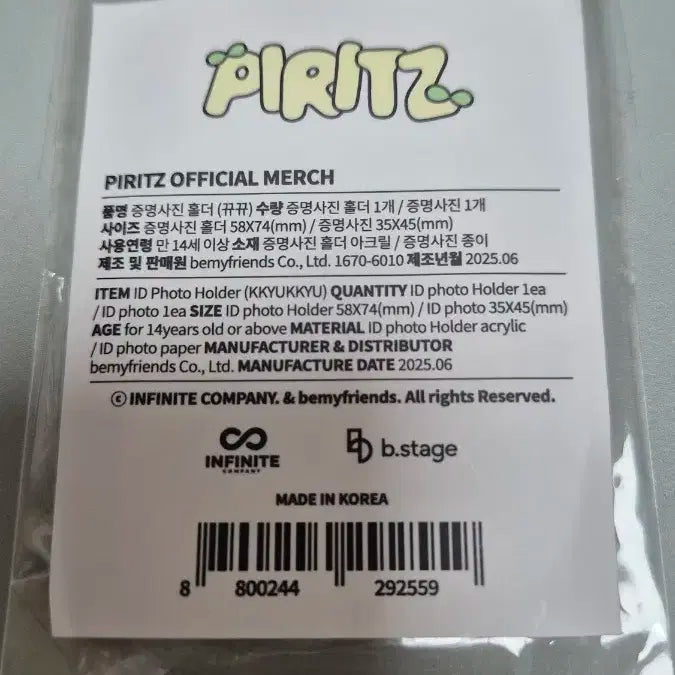 PIRITZ
PIRITZ OFFICIAL MERCH
품명 증명사진 홀더 (뀨뀨) 수량 증명사진 홀더 1개 / 증명사진 1개
사이즈 증명사진 홀더 58X74(mm) / 증명사진 35X45(mm)
사용연령 만 14세 이상 소재 증명사진 홀더 아크릴 / 증명사진 종이
제조 및 판매원 bemyfriends Co., Ltd. 1670-6010 제조년월 2025.06
ITEM ID Photo Holder (KKYUKKYU) QUANTITY ID photo Holder 1ea
/ ID photo 1ea SIZE ID photo Holder 58X74(mm) / ID photo 35X45(mm)
AGE for 14years old or above MATERIAL ID photo Holder acrylic
/ ID photo paper MANUFACTURER & DISTRIBUTOR
bemyfriends Co., Ltd. MANUFACTURE DATE 2025.06
ⓒ INFINITE COMPANY. & bemyfriends. All rights Reserved.
INFINITE
COMPANY
b.stage
MADE IN KOREA
8 800244 292559